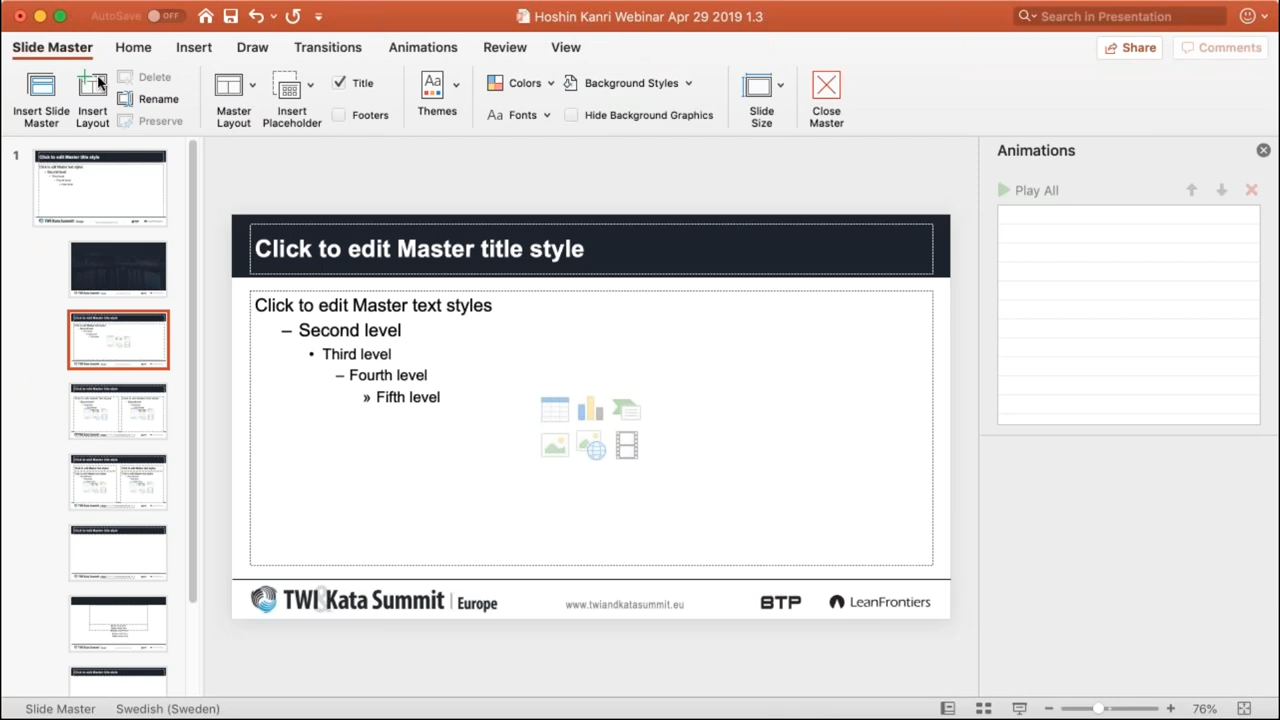 AutoSave OFF
Hoshin Kanri Webinar Apr 29 2019 1.3
Search in Presentation
Slide Master Home Insert Draw Transitions Animations Review View
Share Comments
Insert Slide Master
Insert Layout
Delete
Rename
Preserve
Master Layout
Insert Placeholder
Title
Footers
Themes
Colors
Background Styles
Fonts
Hide Background Graphics
Slide Size
Close Master
1
Click to edit Master title style
Click to edit Master text styles
– Second level
• Third level
– Fourth level
» Fifth level
TWI Kata Summit | Europe
www.twiandkatasummit.eu
BTP
LeanFrontiers
Animations
Play All
Slide Master
Swedish (Sweden)
76%